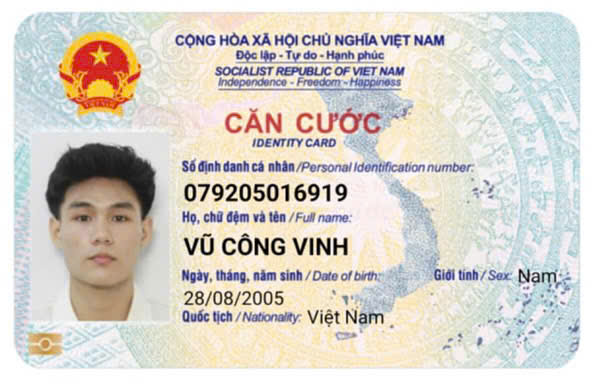 CỘNG HÒA XÃ HỘI CHỦ NGHĨA VIỆT NAM
Độc lập - Tự do - Hạnh phúc
SOCIALIST REPUBLIC OF VIET NAM
Independence - Freedom - Happiness
CĂN CƯỚC
IDENTITY CARD
Số định danh cá nhân/Personal Identification number:
079205016919
Họ, chữ đệm và tên /Full name:
VŨ CÔNG VINH
Ngày, tháng, năm sinh / Date of birth: Giới tính / Sex: Nam
28/08/2005
Quốc tịch / Nationality: Việt Nam